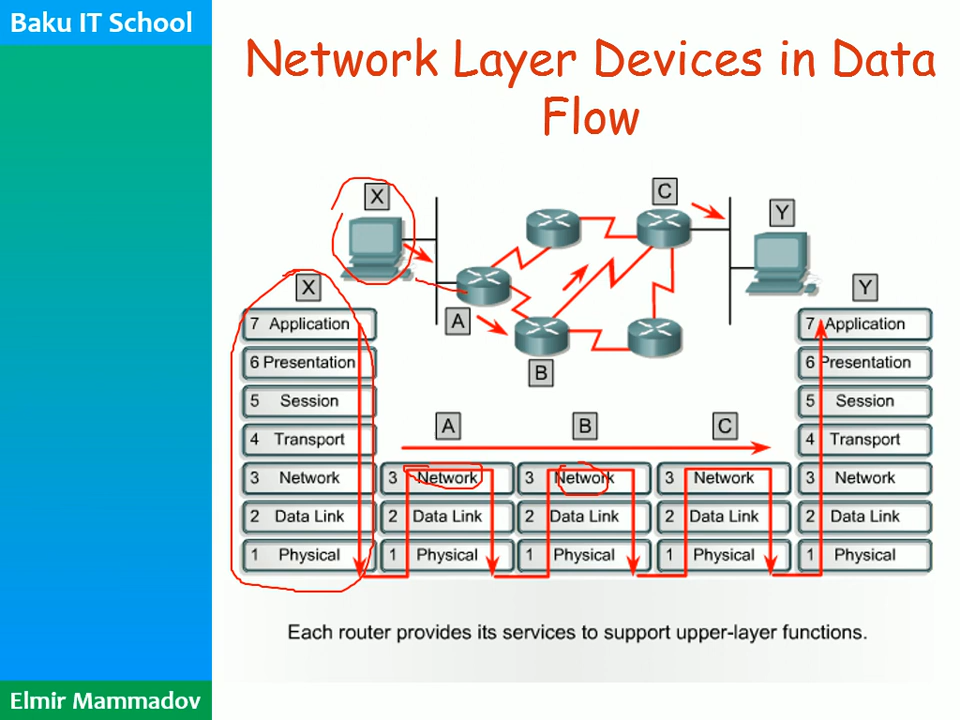 Baku IT School
Network Layer Devices in Data
Flow
X
C
Y
A
B
X
7 Application
6 Presentation
5 Session
4 Transport
3 Network
2 Data Link
1 Physical
A
B
C
3 Network
2 Data Link
1 Physical
3 Network
2 Data Link
1 Physical
3 Network
2 Data Link
1 Physical
Y
7 Application
6 Presentation
5 Session
4 Transport
3 Network
2 Data Link
1 Physical
Each router provides its services to support upper-layer functions.
Elmir Mammadov